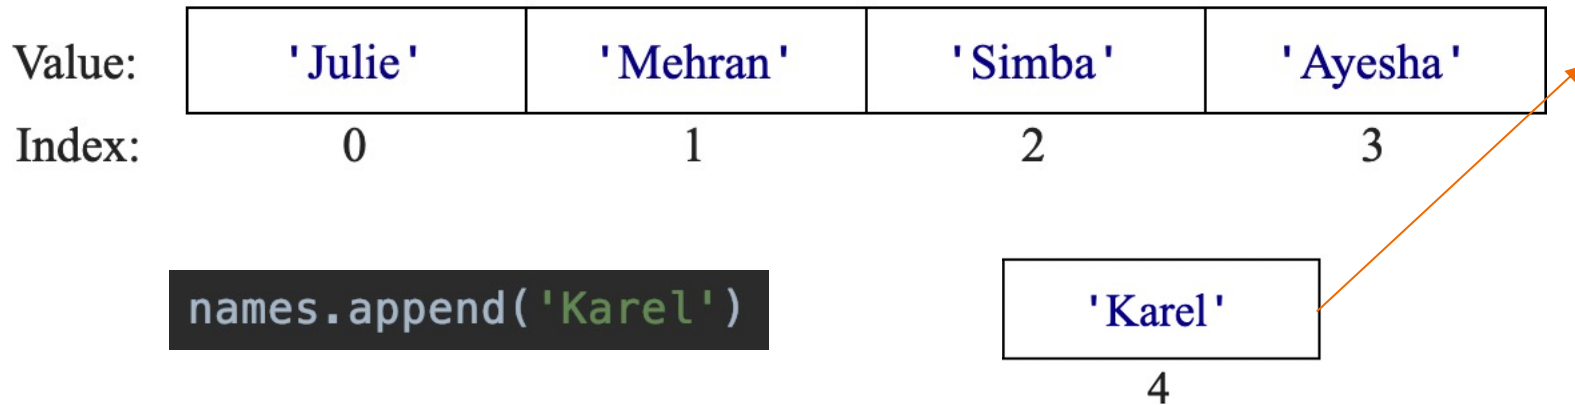 Value: 'Julie' 'Mehran' 'Simba' 'Ayesha'
Index: 0 1 2 3
names.append('Karel') 'Karel'
4